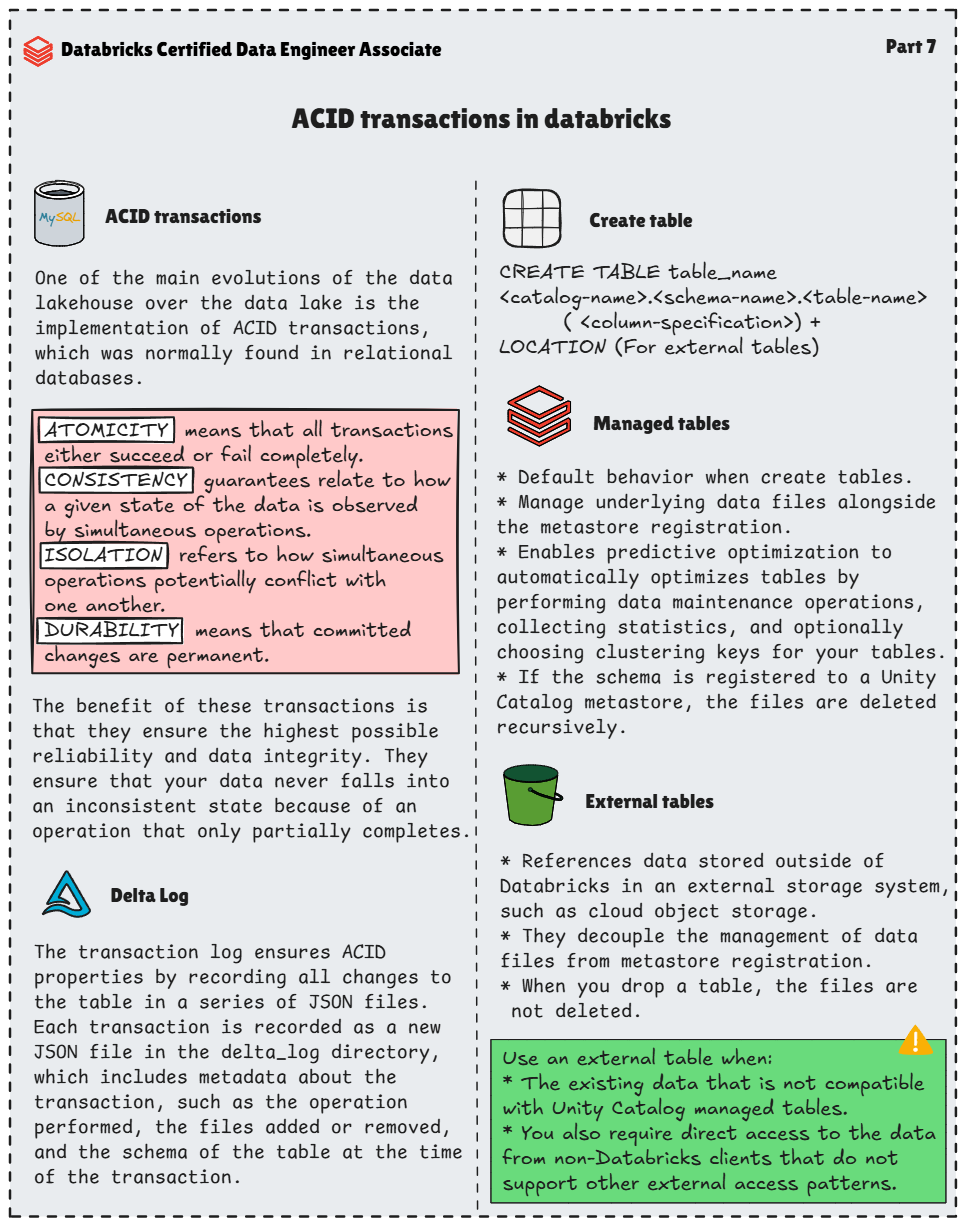 Databricks Certified Data Engineer Associate
Part 7
ACID transactions in databricks
MySQL
ACID transactions
One of the main evolutions of the data
lakehouse over the data lake is the
implementation of ACID transactions,
which was normally found in relational
databases.
ATOMICITY means that all transactions
either succeed or fail completely.
CONSISTENCY guarantees relate to how
a given state of the data is observed
by simultaneous operations.
ISOLATION refers to how simultaneous
operations potentially conflict with
one another.
DURABILITY means that committed
changes are permanent.
The benefit of these transactions is
that they ensure the highest possible
reliability and data integrity. They
ensure that your data never falls into
an inconsistent state because of an
operation that only partially completes.
Delta Log
The transaction log ensures ACID
properties by recording all changes to
the table in a series of JSON files.
Each transaction is recorded as a new
JSON file in the delta_log directory,
which includes metadata about the
transaction, such as the operation
performed, the files added or removed,
and the schema of the table at the time
of the transaction.
Create table
CREATE TABLE table_name
<catalog-name>.<schema-name>.<table-name>
( <column-specification>) +
LOCATION (For external tables)
Managed tables
* Default behavior when create tables.
* Manage underlying data files alongside
the metastore registration.
* Enables predictive optimization to
automatically optimizes tables by
performing data maintenance operations,
collecting statistics, and optionally
choosing clustering keys for your tables.
* If the schema is registered to a Unity
Catalog metastore, the files are deleted
recursively.
External tables
* References data stored outside of
Databricks in an external storage system,
such as cloud object storage.
* They decouple the management of data
files from metastore registration.
* When you drop a table, the files are
not deleted.
Use an external table when:
* The existing data that is not compatible
with Unity Catalog managed tables.
* You also require direct access to the data
from non-Databricks clients that do not
support other external access patterns.